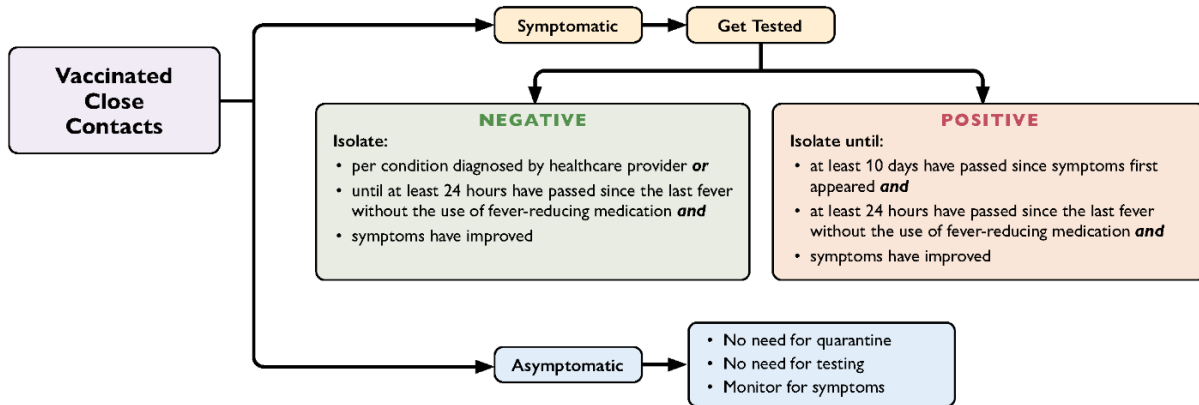 Symptomatic
Get Tested
Vaccinated
Close
Contacts
NEGATIVE
Isolate:
• per condition diagnosed by healthcare provider or
• until at least 24 hours have passed since the last fever
without the use of fever-reducing medication and
• symptoms have improved
POSITIVE
Isolate until:
• at least 10 days have passed since symptoms first
appeared and
• at least 24 hours have passed since the last fever
without the use of fever-reducing medication and
• symptoms have improved
Asymptomatic
• No need for quarantine
• No need for testing
• Monitor for symptoms